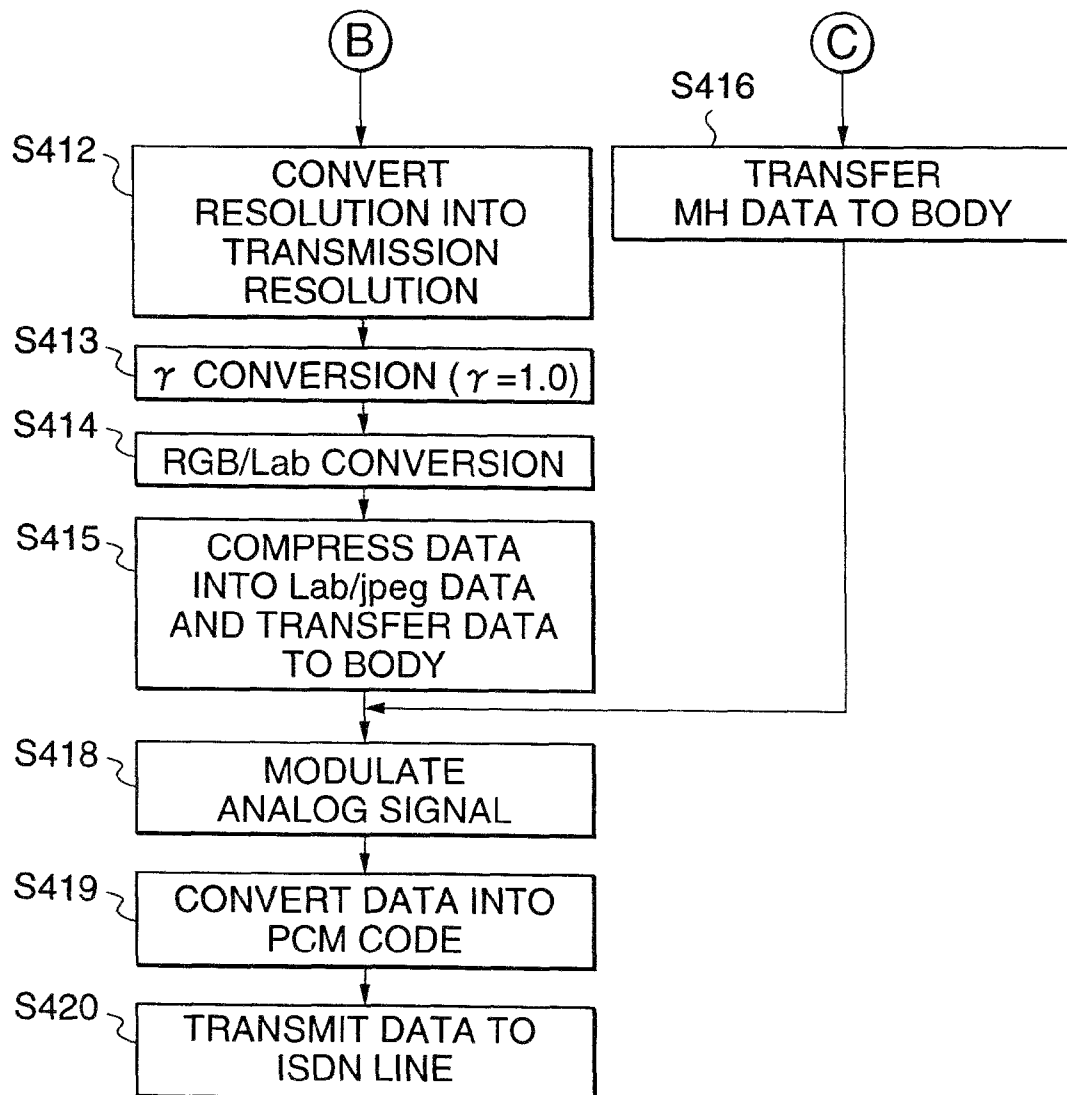 B
C
S416
S412
CONVERT
RESOLUTION INTO
TRANSMISSION
RESOLUTION
TRANSFER
MH DATA TO BODY
S413
γ CONVERSION (γ=1.0)
S414
RGB/Lab CONVERSION
S415
COMPRESS DATA
INTO Lab/jpeg DATA
AND TRANSFER DATA
TO BODY
S418
MODULATE
ANALOG SIGNAL
S419
CONVERT DATA INTO
PCM CODE
S420
TRANSMIT DATA TO
ISDN LINE